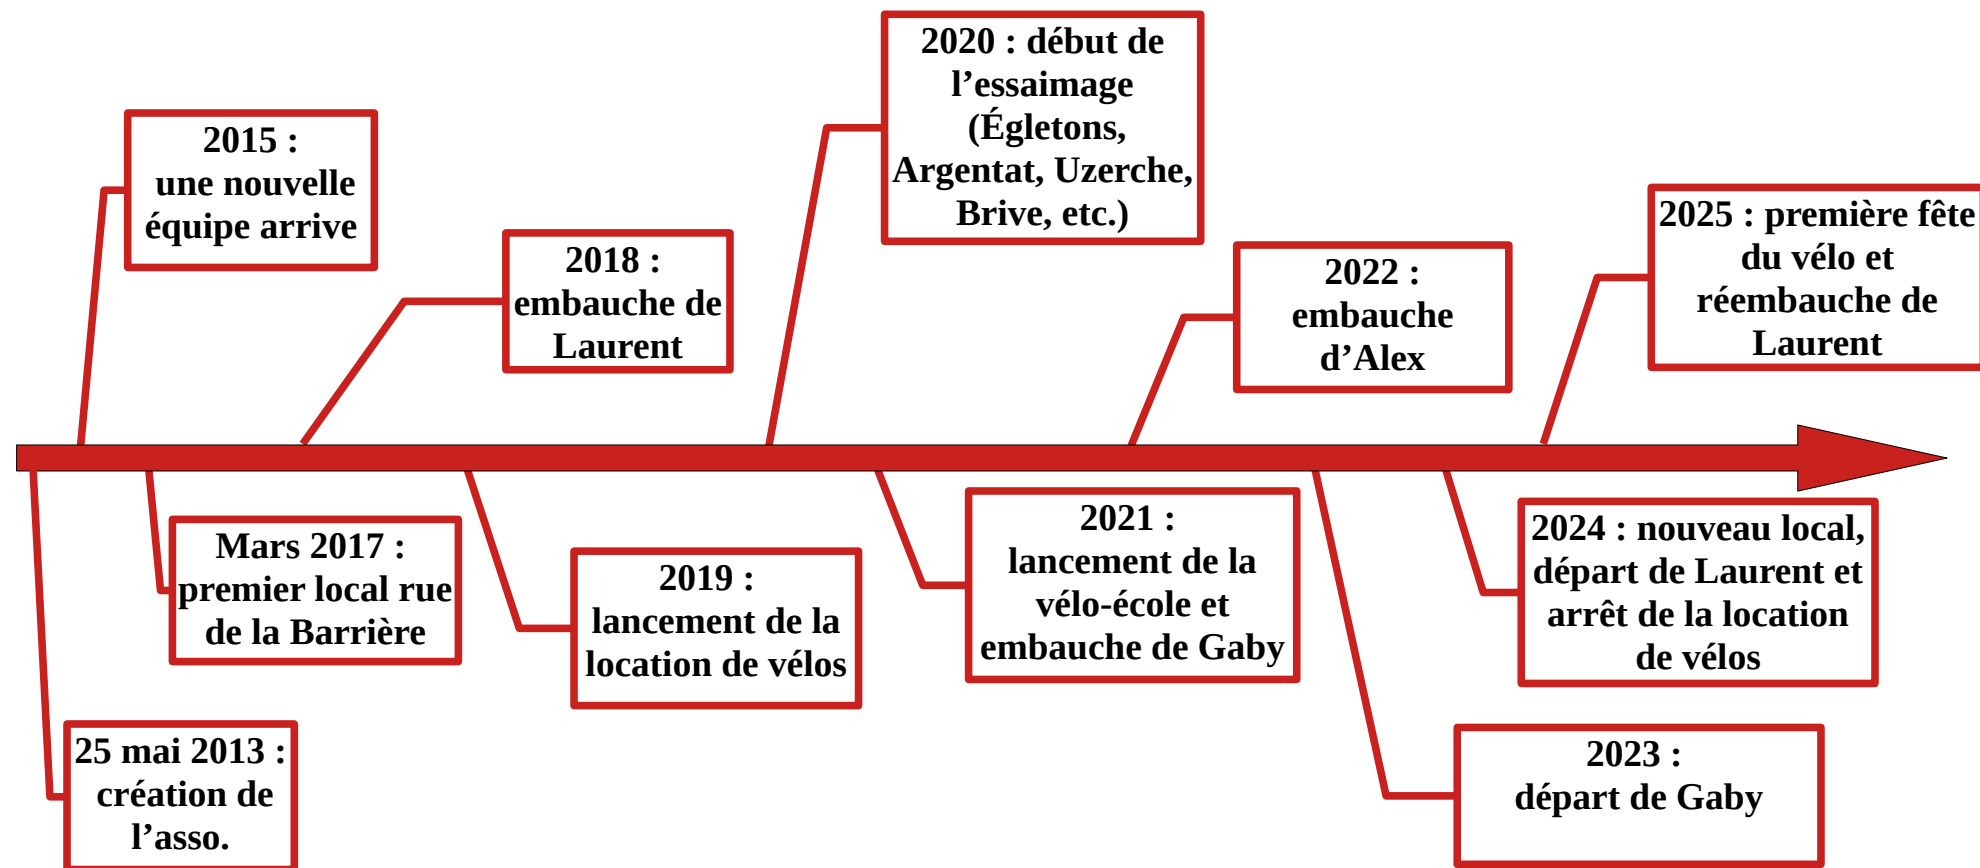 25 mai 2013 :
création de
l’asso.
2015 :
une nouvelle
équipe arrive
Mars 2017 :
premier local rue
de la Barrière
2018 :
embauche de
Laurent
2019 :
lancement de la
location de vélos
2020 : début de
l’essaimage
(Égletons,
Argentat, Uzerche,
Brive, etc.)
2021 :
lancement de la
vélo-école et
embauche de Gaby
2022 :
embauche
d’Alex
2023 :
départ de Gaby
2024 : nouveau local,
départ de Laurent et
arrêt de la location
de vélos
2025 : première fête
du vélo et
réembauche de
Laurent